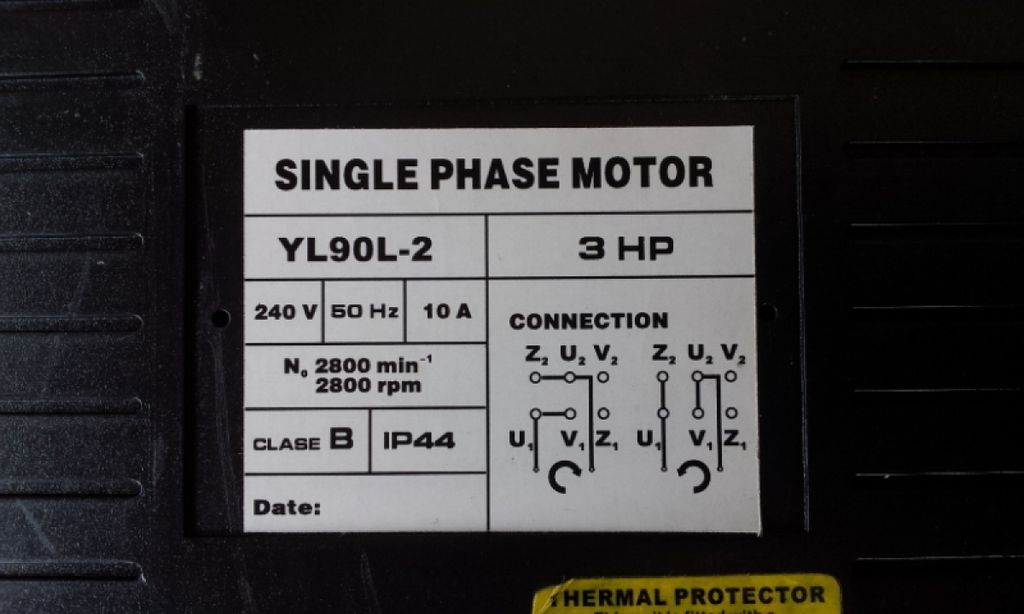 SINGLE PHASE MOTOR
YL90L-2
3 HP
240 V 50 Hz 10 A
N₀ 2800 min⁻¹
2800 rpm
CLASE B IP44
Date:
CONNECTION
Z₂ U₂ V₂ Z₂ U₂ V₂
U₁ V₁ Z₁ U₁ V₁ Z₁
THERMAL PROTECTOR